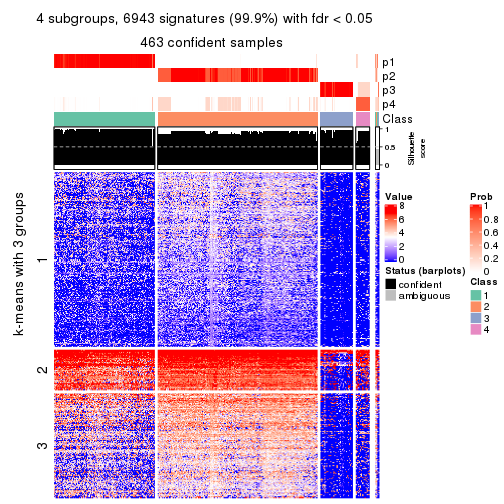 4 subgroups, 6943 signatures (99.9%) with fdr < 0.05
463 confident samples
p1
p2
p3
p4
Class
1
0.5
0
Silhouette
score
k-means with 3 groups
1
2
3
Value
8
6
4
2
0
Status (barplots)
confident
ambiguous
Prob
1
0.8
0.6
0.4
0.2
0
Class
1
2
3
4